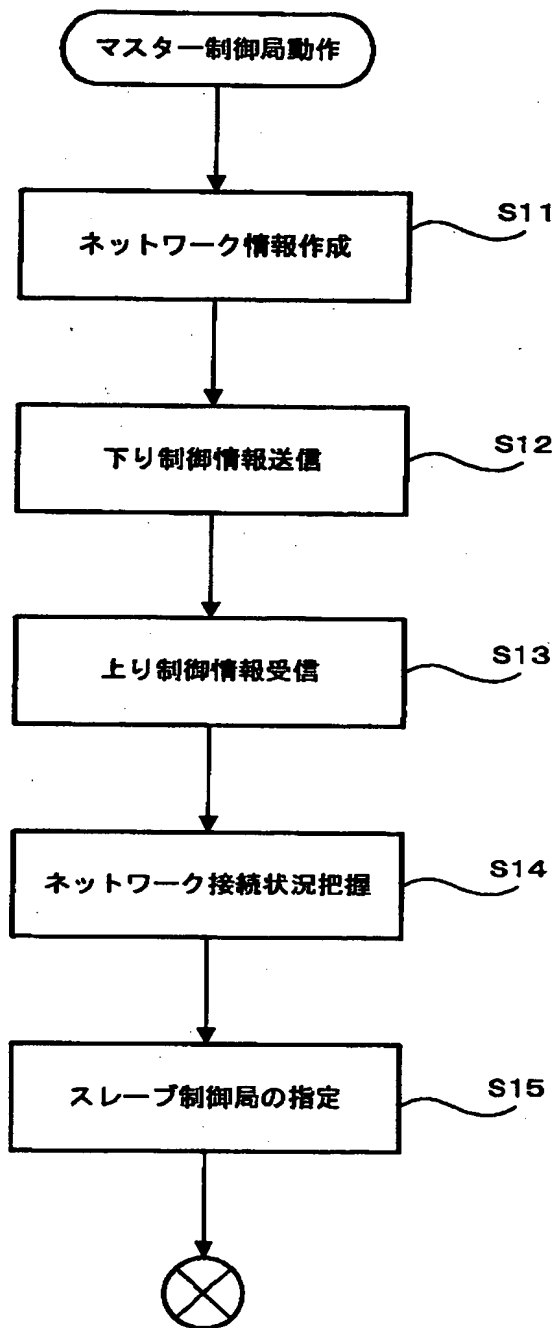 マスター制御局動作
S11
ネットワーク情報作成
S12
下り制御情報送信
S13
上り制御情報受信
S14
ネットワーク接続状況把握
S15
スレーブ制御局の指定